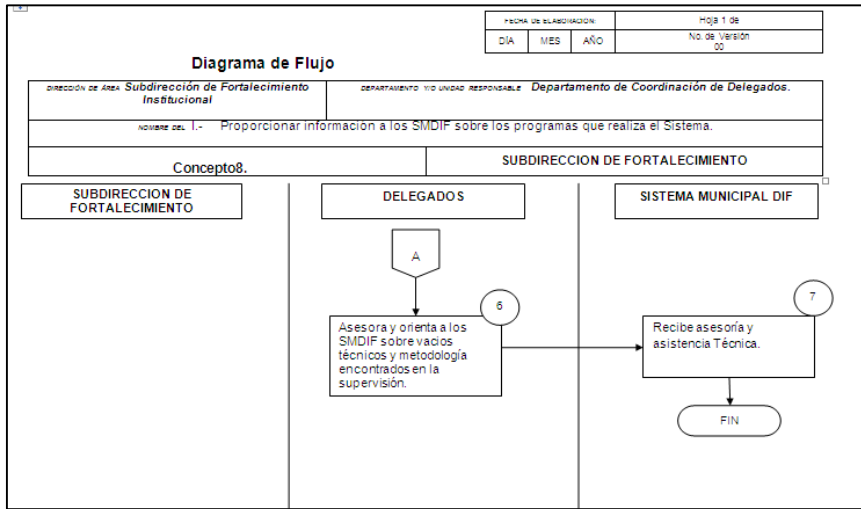 FECHA DE ELABORACIÓN:
Hoja 1 de
DÍA MES AÑO
No. de Versión
00
Diagrama de Flujo
DIRECCIÓN DE ÁREA Subdirección de Fortalecimiento
Institucional
DEPARTAMENTO Y/O UNIDAD RESPONSABLE Departamento de Coordinación de Delegados.
NOMBRE DEL I.- Proporcionar información a los SMDIF sobre los programas que realiza el Sistema.
Concepto8.
SUBDIRECCION DE FORTALECIMIENTO
SUBDIRECCION DE
FORTALECIMIENTO
DELEGADOS
SISTEMA MUNICIPAL DIF
A
6
Asesora y orienta a los
SMDIF sobre vacios
técnicos y metodología
encontrados en la
supervisión.
7
Recibe asesoría y
asistencia Técnica.
FIN